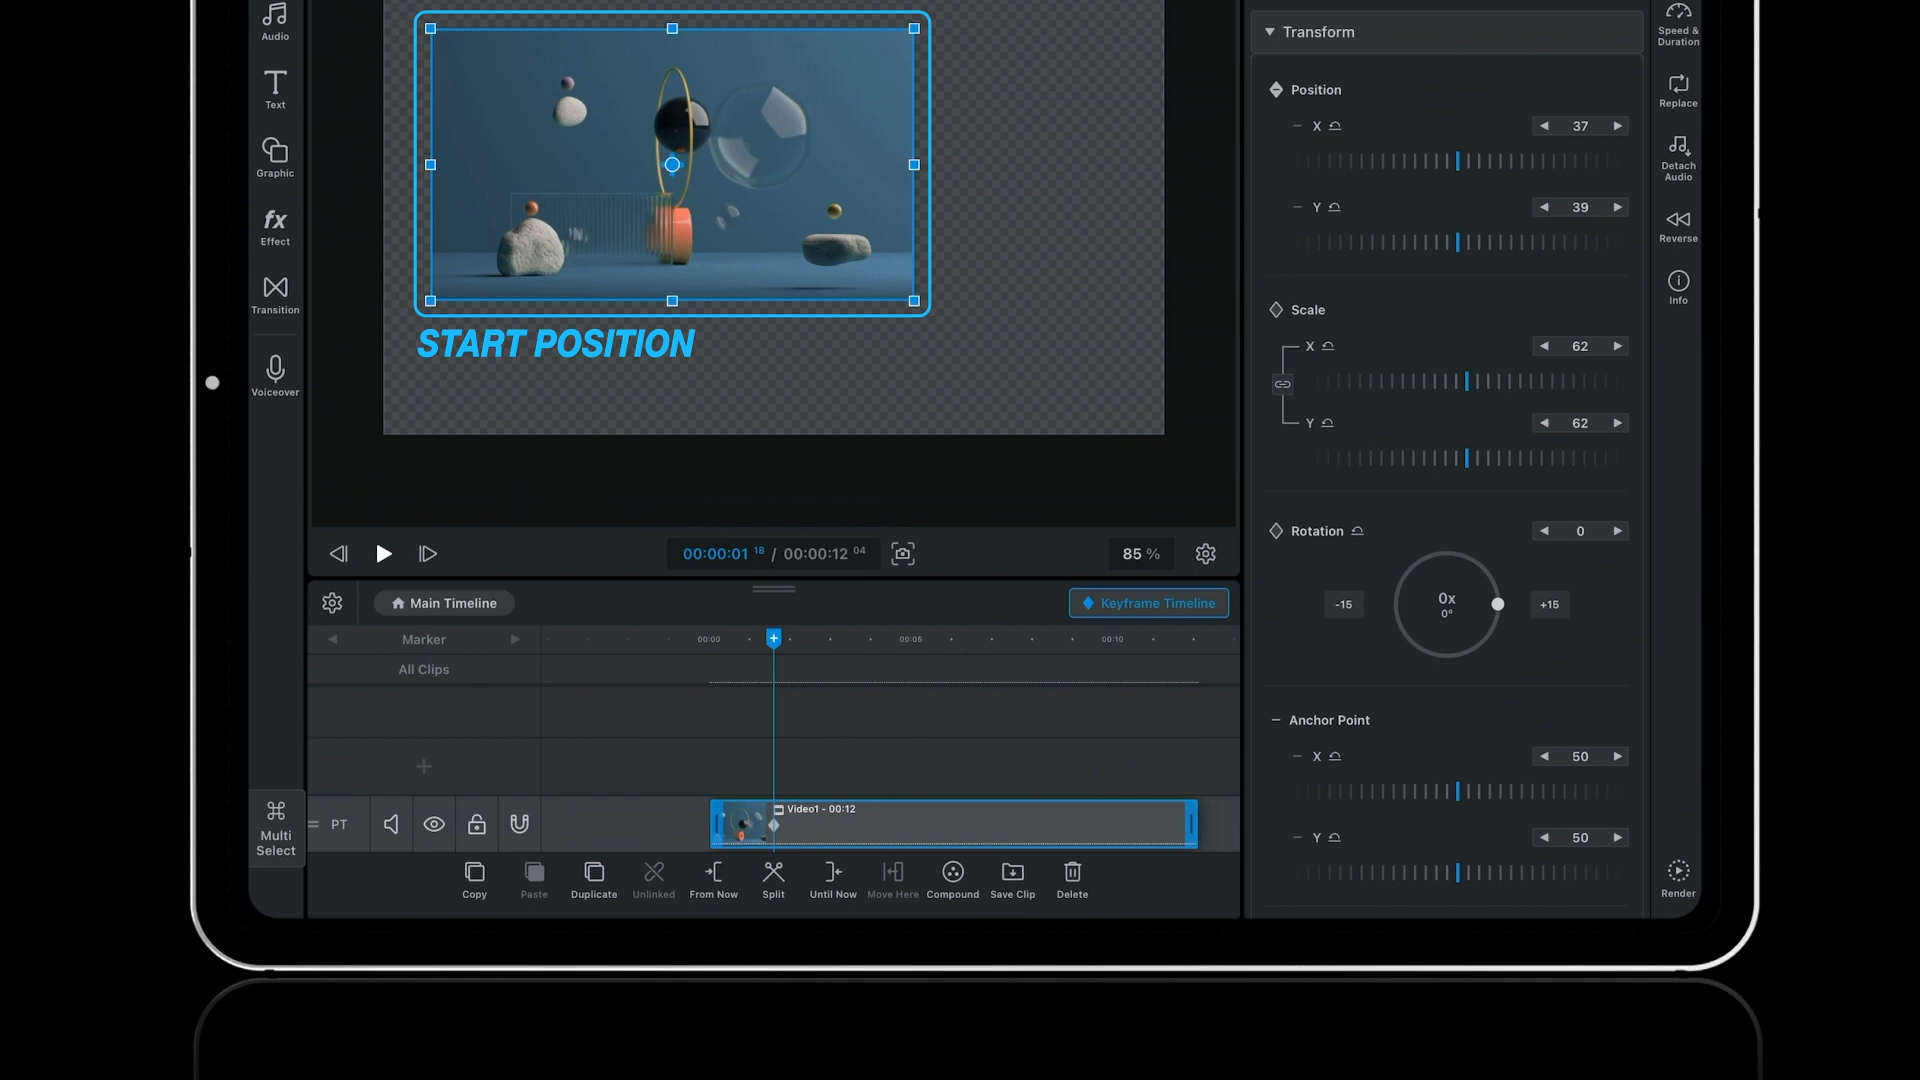 Audio
Text
Graphic
fx
Effect
Transition
Voiceover
Multi
Select
START POSITION
00:00:01 18 / 00:00:12 04
85 %
Main Timeline
Keyframe Timeline
Marker
00:00
00:05
00:10
All Clips
PT
Video1 - 00:12
Copy
Paste
Duplicate
Unlinked
From Now
Split
Until Now
Move Here
Compound
Save Clip
Delete
Transform
Position
X
37
Y
39
Scale
X
62
Y
62
Rotation
0
-15
0x
0°
+15
Anchor Point
X
50
Y
50
Speed &
Duration
Replace
Detach
Audio
Reverse
Info
Render